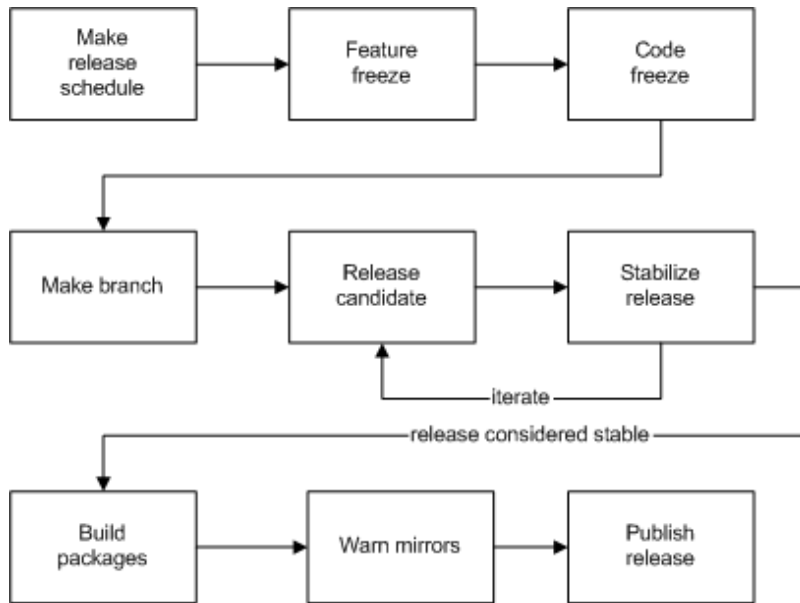 Make
release
schedule
Feature
freeze
Code
freeze
Make branch
Release
candidate
Stabilize
release
iterate
release considered stable
Build
packages
Warn mirrors
Publish
release